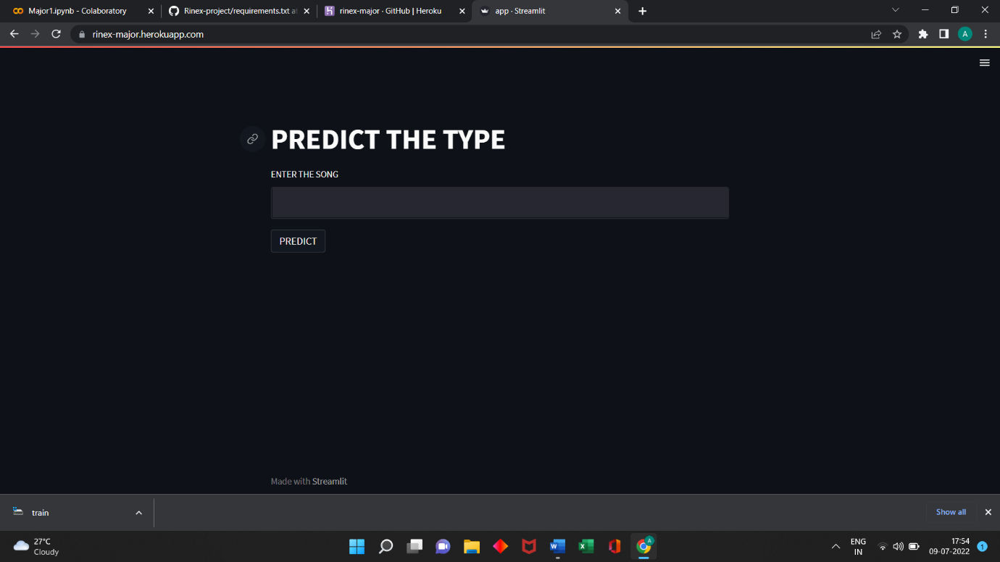 Major1.ipynb - Colaboratory
Rinex-project/requirements.txt at
rinex-major · GitHub | Heroku
app · Streamlit
rinex-major.herokuapp.com
A
PREDICT THE TYPE
ENTER THE SONG
PREDICT
Made with Streamlit
train
Show all
27°C
Cloudy
ENG
IN
17:54
09-07-2022
1